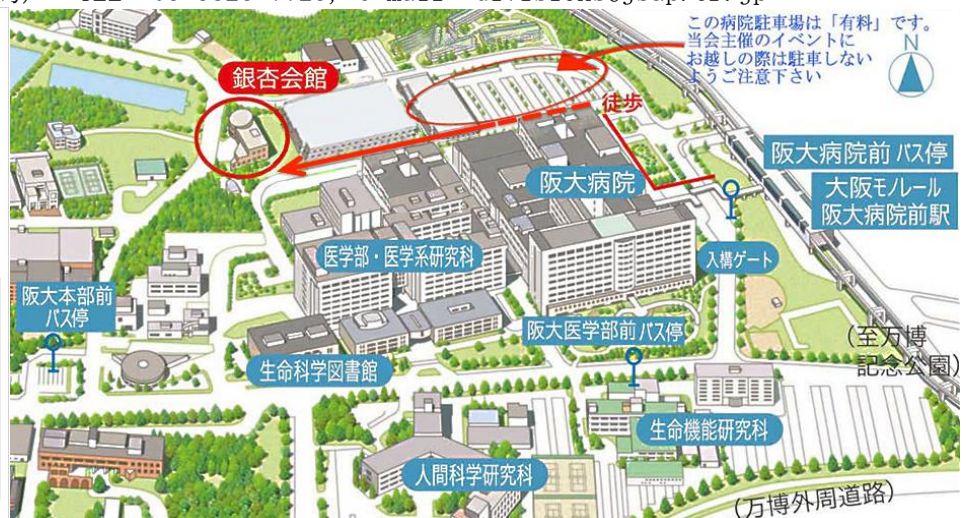 この病院駐車場は「有料」です。
当会主催のイベントに
お越しの際は駐車しない
ようご注意下さい
N
銀杏会館
徒歩
阪大病院前 バス停
大阪モノレール
阪大病院前駅
阪大病院
医学部・医学系研究科
入構ゲート
阪大本部前
バス停
阪大医学部前 バス停
(至万博
記念公園)
生命科学図書館
生命機能研究科
人間科学研究科
(万博外周道路)